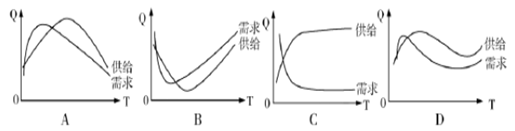 Q 供给 需求 0 T A
Q 需求 供给 0 T B
Q 供给 需求 0 T C
Q 供给 需求 0 T D